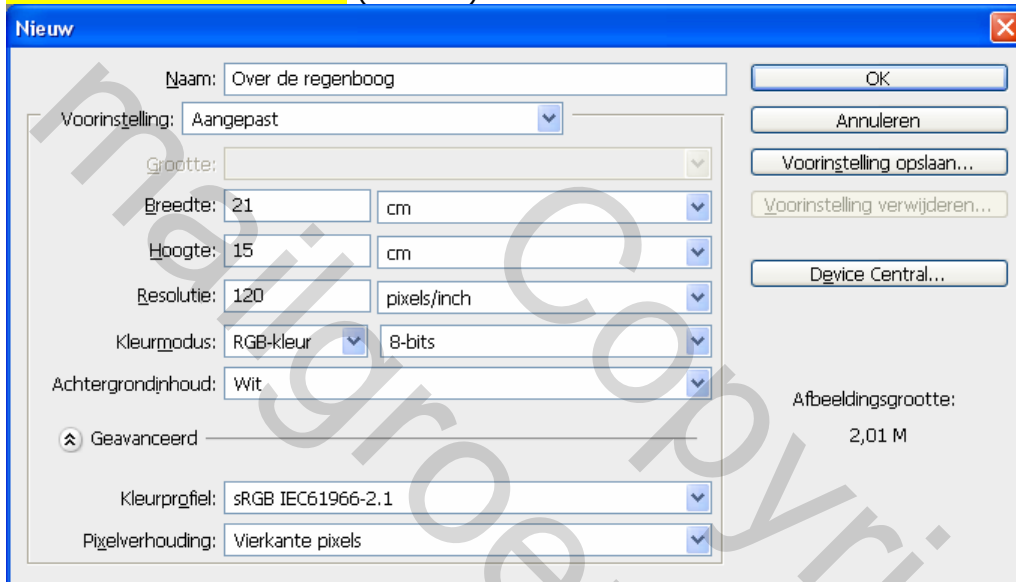 Nieuw
Naam: Over de regenboog
OK
Voorinstelling: Aangepast
Annuleren
Grootte:
Voorinstelling opslaan...
Breedte: 21 cm
Voorinstelling verwijderen...
Hoogte: 15 cm
Device Central...
Resolutie: 120 pixels/inch
Kleurmodus: RGB-kleur 8-bits
Achtergrondinhoud: Wit
Afbeeldingsgrootte:
2,01 M
Geavanceerd
Kleurprofiel: sRGB IEC61966-2.1
Pixelverhouding: Vierkante pixels